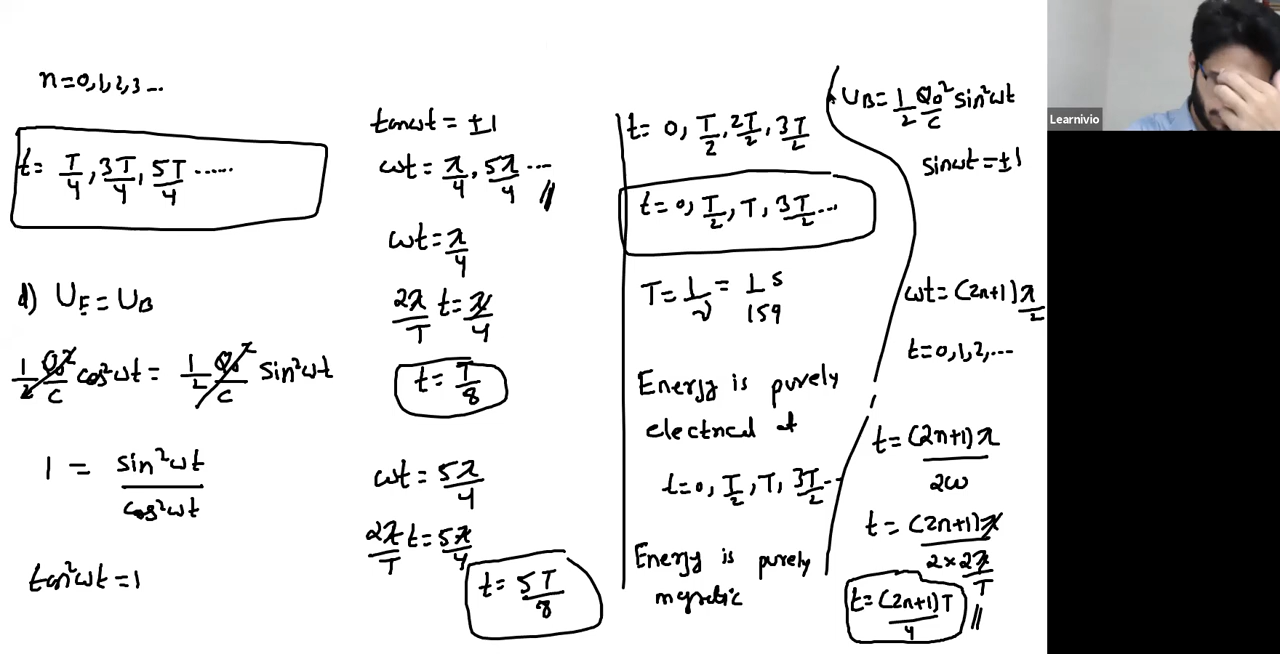 n=0,1,2,3...
t= T/4, 3T/4, 5T/4 ......
d) U_E = U_B
1/2 Q₀²/C cos²ωt = 1/2 Q₀²/C sin²ωt
1 = sin²ωt/cos²ωt
tan²ωt=1
tanωt = ±1
ωt= π/4, 5π/4 ...
ωt=π/4
2π/T t=π/4
t= T/8
ωt= 5π/4
2π/T t=5π/4
t= 5T/8
t= 0, T/2, 2T/2, 3T/2
t=0, T/2, T, 3T/2...
T=1/ν= 1/159 s
Energy is purely
electrical at
t=0, T/2, T, 3T/2..
Energy is purely
magnetic
U_B=1/2 Q₀²/C sin²ωt
sinωt=±1
ωt=(2n+1)π/2
t=0,1,2,...
t=(2n+1)π/2ω
t=(2n+1)π/(2×2π/T)
t=(2n+1)T/4
Learnivio